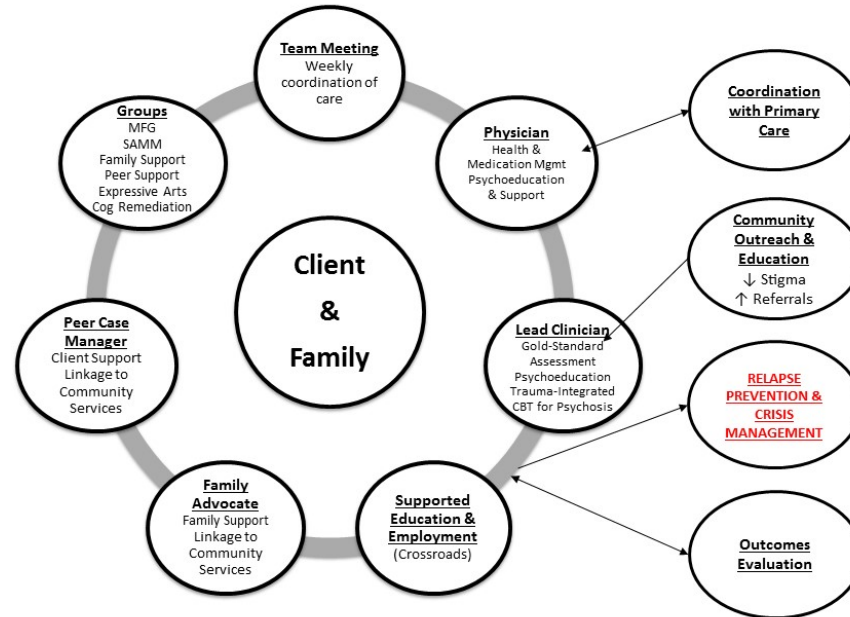 Team Meeting
Weekly
coordination of
care
Groups
MFG
SAMM
Family Support
Peer Support
Expressive Arts
Cog Remediation
Physician
Health &
Medication Mgmt
Psychoeducation
& Support
Coordination
with Primary
Care
Client
&
Family
Community
Outreach &
Education
↓ Stigma
↑ Referrals
Peer Case
Manager
Client Support
Linkage to
Community
Services
Lead Clinician
Gold-Standard
Assessment
Psychoeducation
Trauma-Integrated
CBT for Psychosis
RELAPSE
PREVENTION &
CRISIS
MANAGEMENT
Family
Advocate
Family Support
Linkage to
Community
Services
Supported
Education &
Employment
(Crossroads)
Outcomes
Evaluation